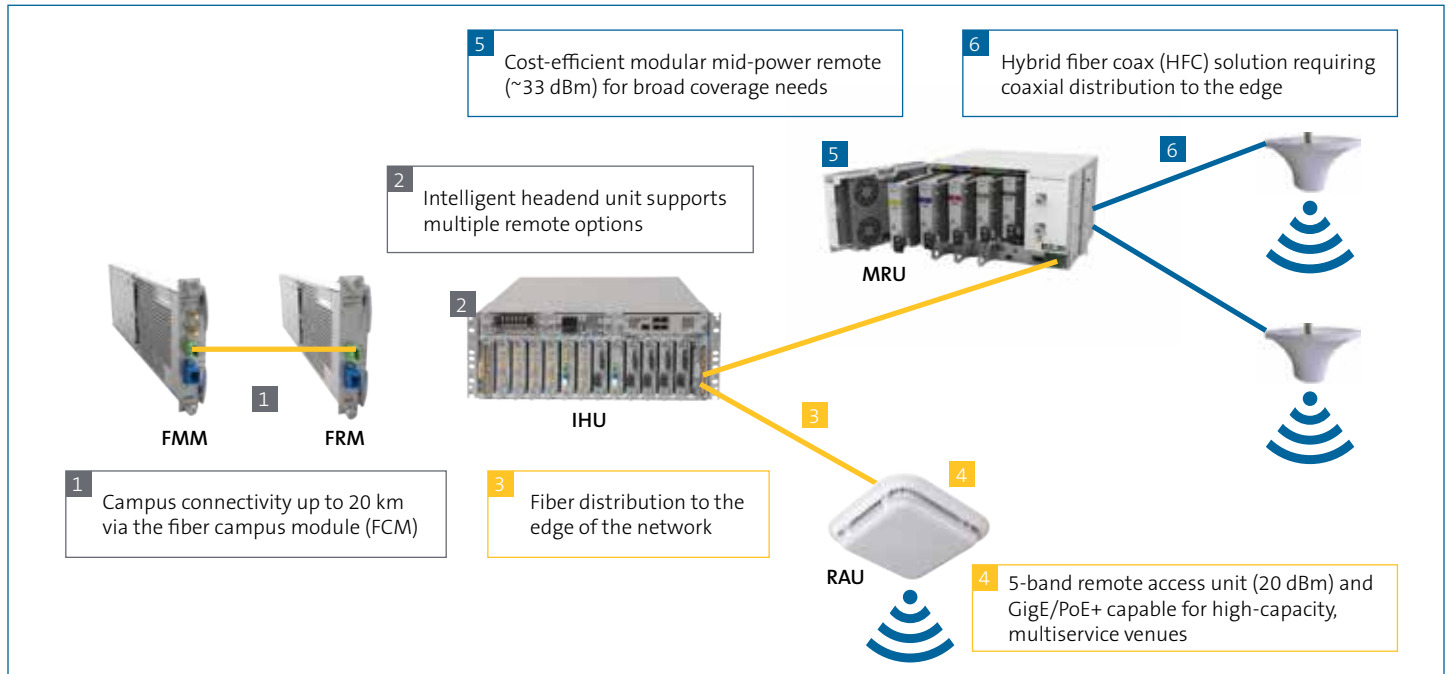 5
Cost-efficient modular mid-power remote
(~33 dBm) for broad coverage needs
6
Hybrid fiber coax (HFC) solution requiring
coaxial distribution to the edge
2
Intelligent headend unit supports
multiple remote options
5
MRU
6
FMM
1
FRM
2
IHU
3
1
Campus connectivity up to 20 km
via the fiber campus module (FCM)
3
Fiber distribution to the
edge of the network
4
RAU
4
5-band remote access unit (20 dBm) and
GigE/PoE+ capable for high-capacity,
multiservice venues